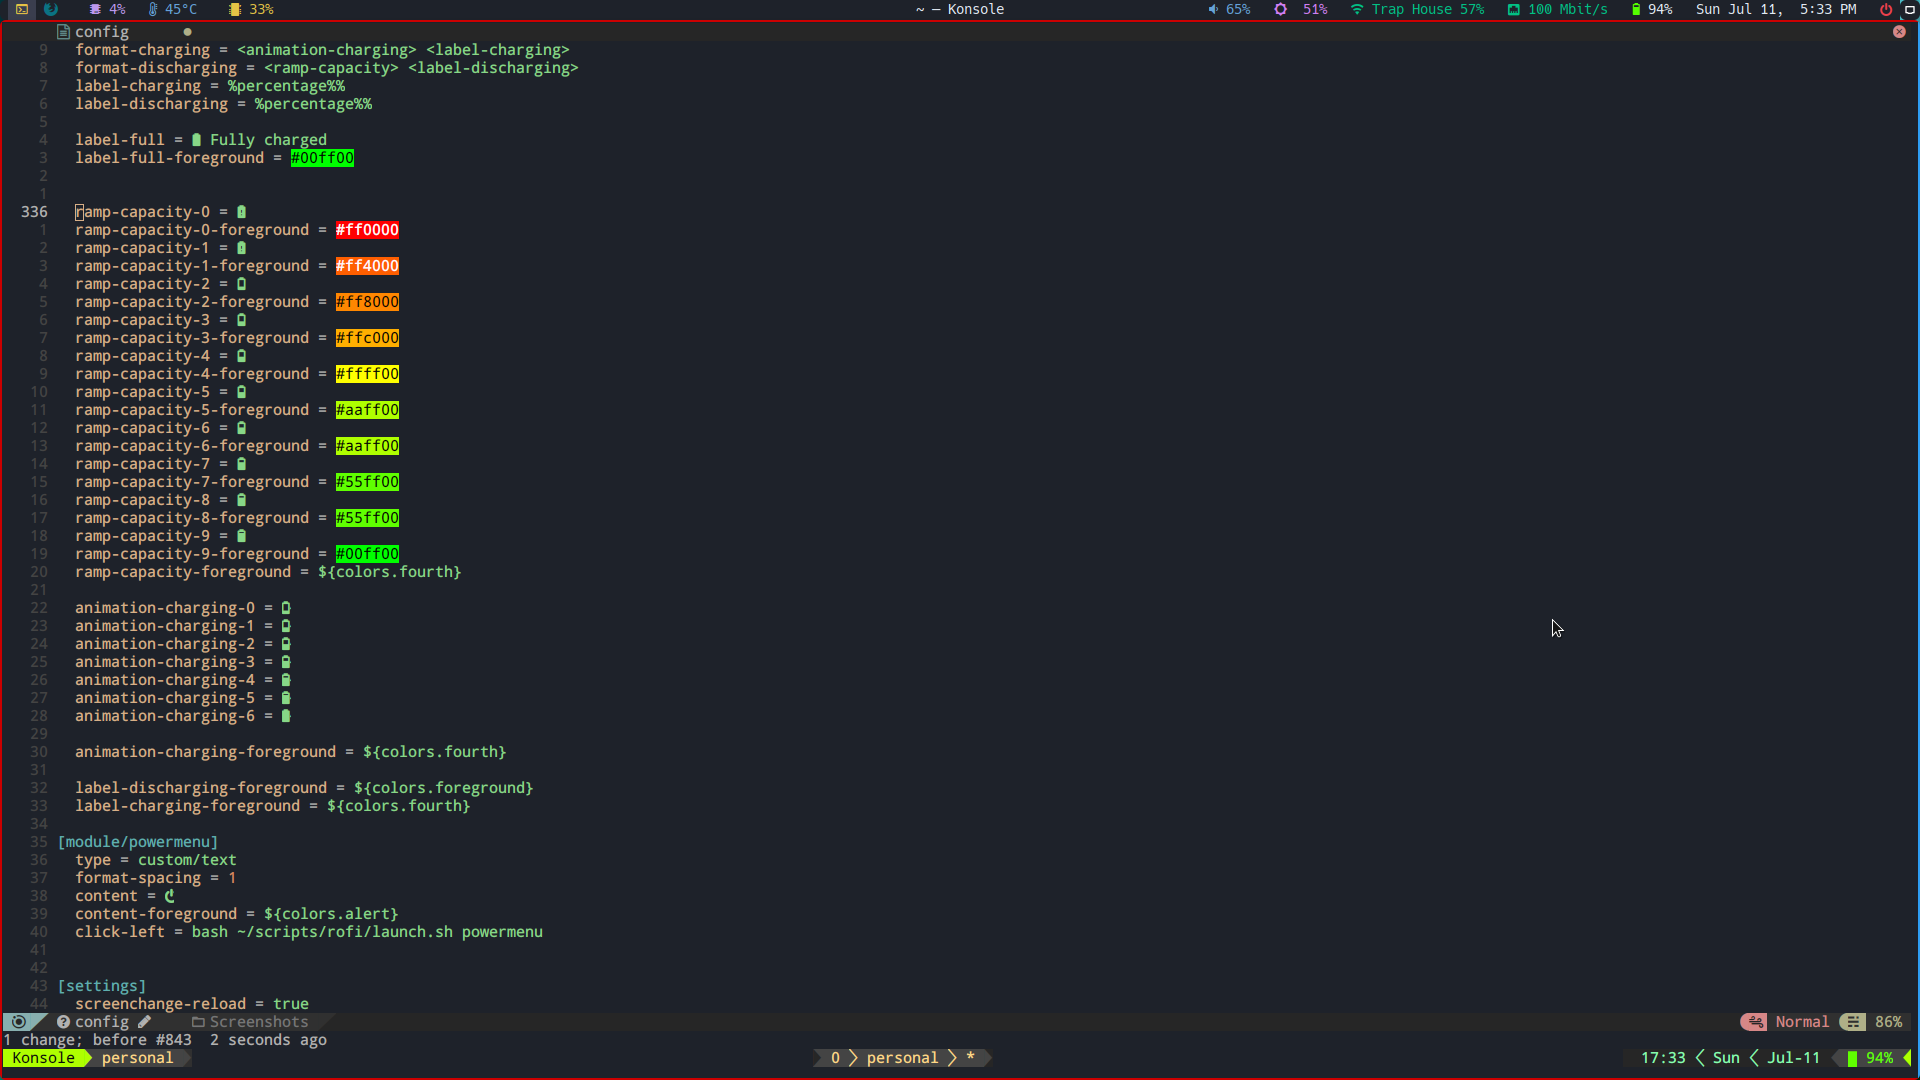 4% 45°C 33% ~ — Konsole 65% 51% Trap House 57% 100 Mbit/s 94% Sun Jul 11, 5:33 PM
config
9 format-charging = <animation-charging> <label-charging>
8 format-discharging = <ramp-capacity> <label-discharging>
7 label-charging = %percentage%%
6 label-discharging = %percentage%%
5
4 label-full = Fully charged
3 label-full-foreground = #00ff00
2
1
336 ramp-capacity-0 =
1 ramp-capacity-0-foreground = #ff0000
2 ramp-capacity-1 =
3 ramp-capacity-1-foreground = #ff4000
4 ramp-capacity-2 =
5 ramp-capacity-2-foreground = #ff8000
6 ramp-capacity-3 =
7 ramp-capacity-3-foreground = #ffc000
8 ramp-capacity-4 =
9 ramp-capacity-4-foreground = #ffff00
10 ramp-capacity-5 =
11 ramp-capacity-5-foreground = #aaff00
12 ramp-capacity-6 =
13 ramp-capacity-6-foreground = #aaff00
14 ramp-capacity-7 =
15 ramp-capacity-7-foreground = #55ff00
16 ramp-capacity-8 =
17 ramp-capacity-8-foreground = #55ff00
18 ramp-capacity-9 =
19 ramp-capacity-9-foreground = #00ff00
20 ramp-capacity-foreground = ${colors.fourth}
21
22 animation-charging-0 =
23 animation-charging-1 =
24 animation-charging-2 =
25 animation-charging-3 =
26 animation-charging-4 =
27 animation-charging-5 =
28 animation-charging-6 =
29
30 animation-charging-foreground = ${colors.fourth}
31
32 label-discharging-foreground = ${colors.foreground}
33 label-charging-foreground = ${colors.fourth}
34
35 [module/powermenu]
36 type = custom/text
37 format-spacing = 1
38 content =
39 content-foreground = ${colors.alert}
40 click-left = bash ~/scripts/rofi/launch.sh powermenu
41
42
43 [settings]
44 screenchange-reload = true
config Screenshots Normal 86%
1 change; before #843 2 seconds ago
Konsole personal 0 personal * 17:33 Sun Jul-11 94%